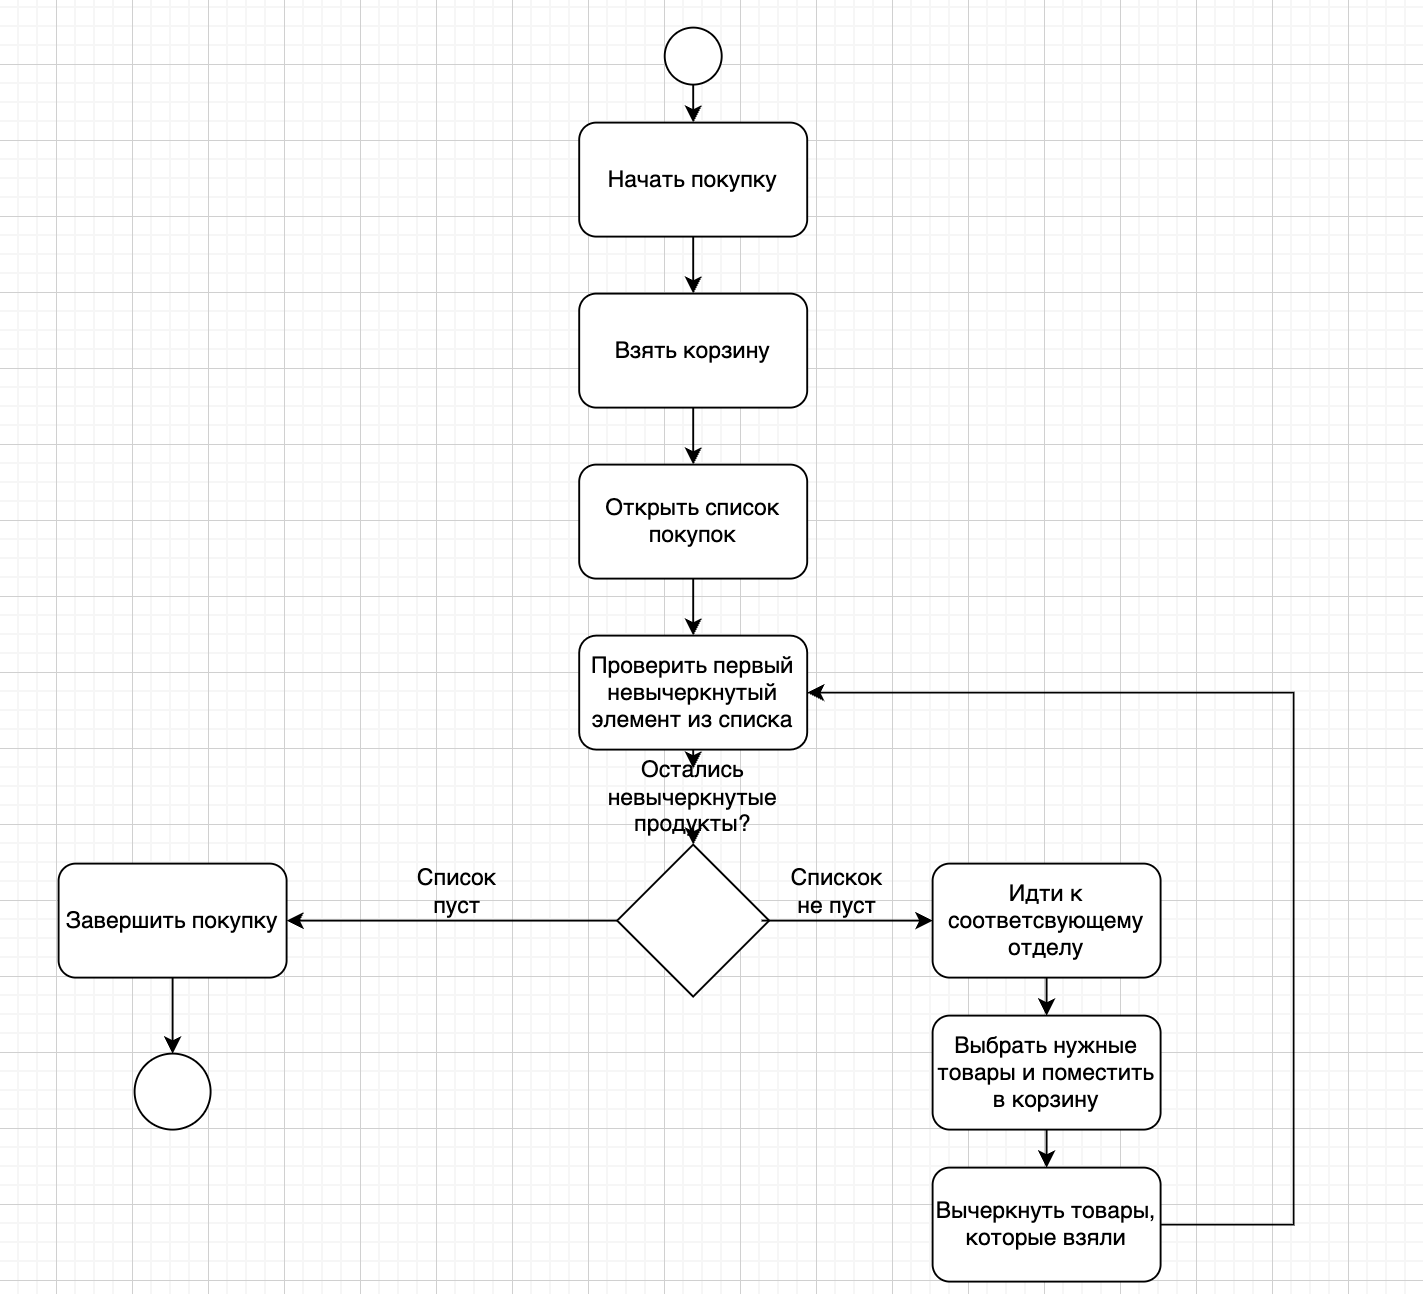 Начать покупку
Взять корзину
Открыть список
покупок
Проверить первый
невычеркнутый
элемент из списка
Остались
невычеркнутые
продукты?
Список
пуст
Спискок
не пуст
Завершить покупку
Идти к
соответсвующему
отделу
Выбрать нужные
товары и поместить
в корзину
Вычеркнуть товары,
которые взяли